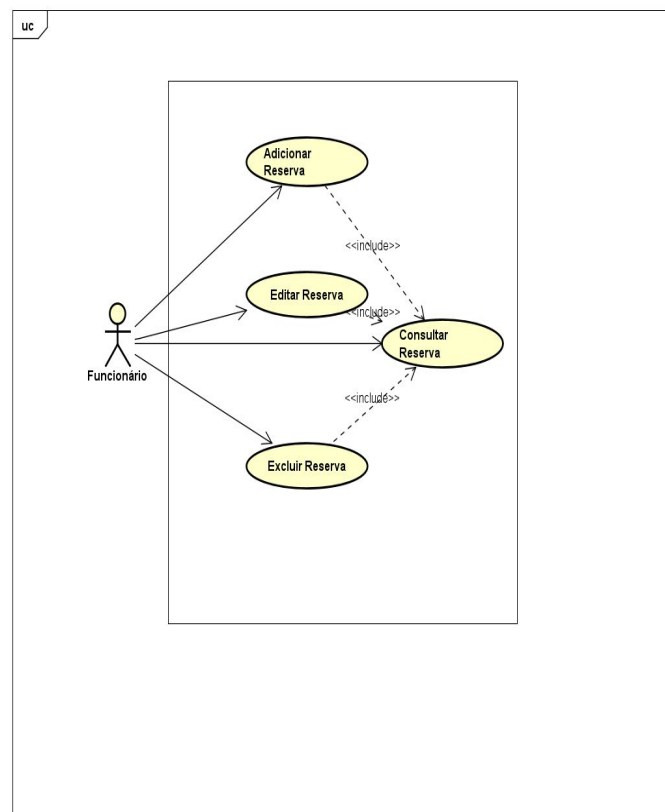 uc
Adicionar
Reserva
<<include>>
Editar Reserva
<<include>>
Consultar
Reserva
Funcionário
<<include>>
Excluir Reserva